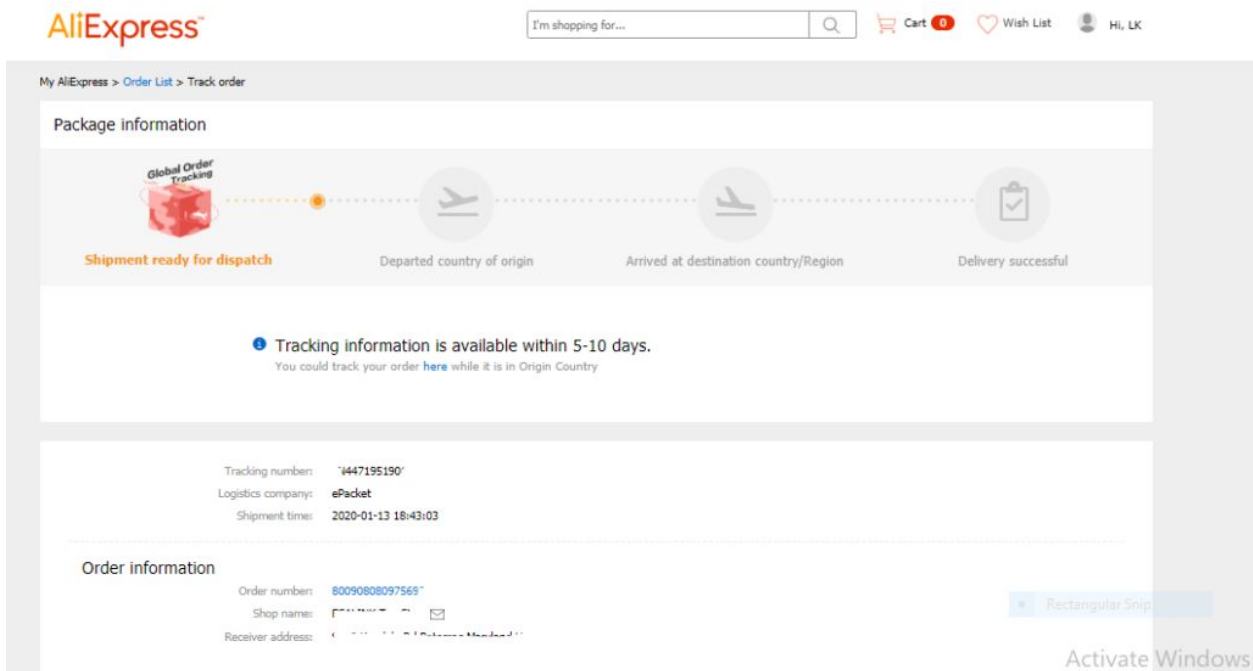 AliExpress™
I'm shopping for...
Cart 0
Wish List
Hi, LK
My AliExpress > Order List > Track order
Package information
Global Order
Tracking
Shipment ready for dispatch
Departed country of origin
Arrived at destination country/Region
Delivery successful
Tracking information is available within 5-10 days.
You could track your order here while it is in Origin Country
Tracking number: 447195190
Logistics company: ePacket
Shipment time: 2020-01-13 18:43:03
Order information
Order number: 80090808097569
Shop name:
Receiver address:
Rectangular Snip
Activate Windows